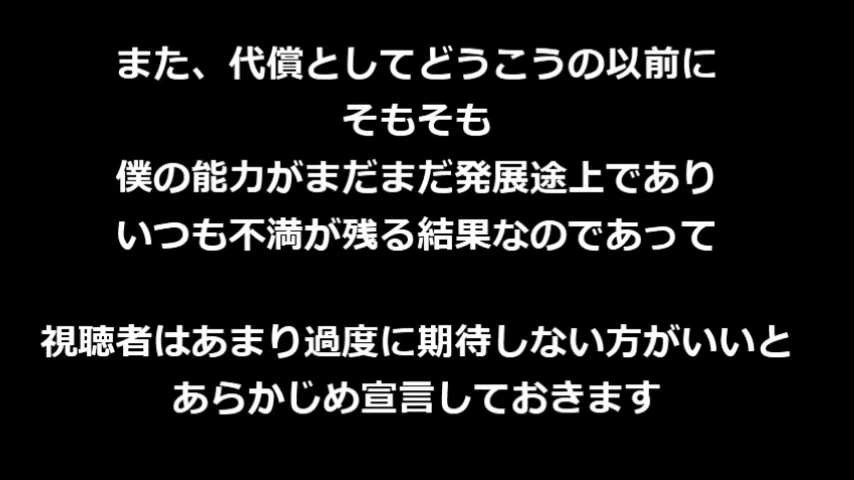 また、代償としてどうこうの以前に
そもそも
僕の能力がまだまだ発展途上であり
いつも不満が残る結果なのであって
視聴者はあまり過度に期待しない方がいいと
あらかじめ宣言しておきます